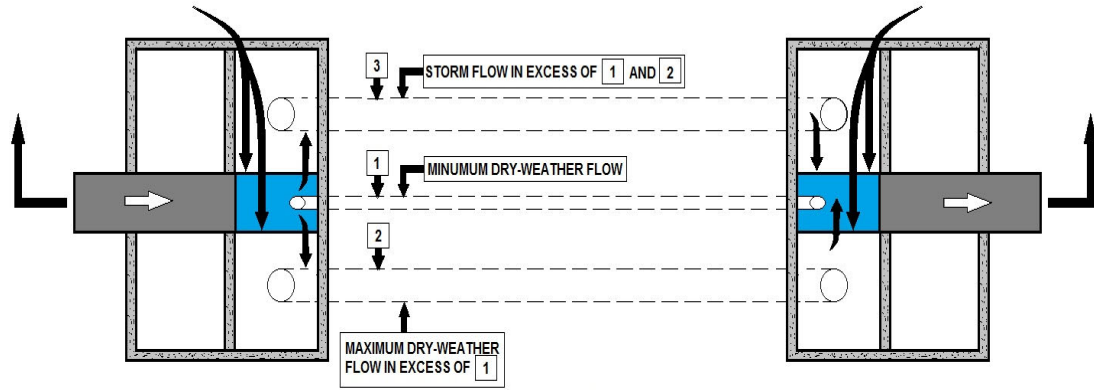 3
STORM FLOW IN EXCESS OF 1 AND 2
1
MINUMUM DRY-WEATHER FLOW
2
MAXIMUM DRY-WEATHER
FLOW IN EXCESS OF 1